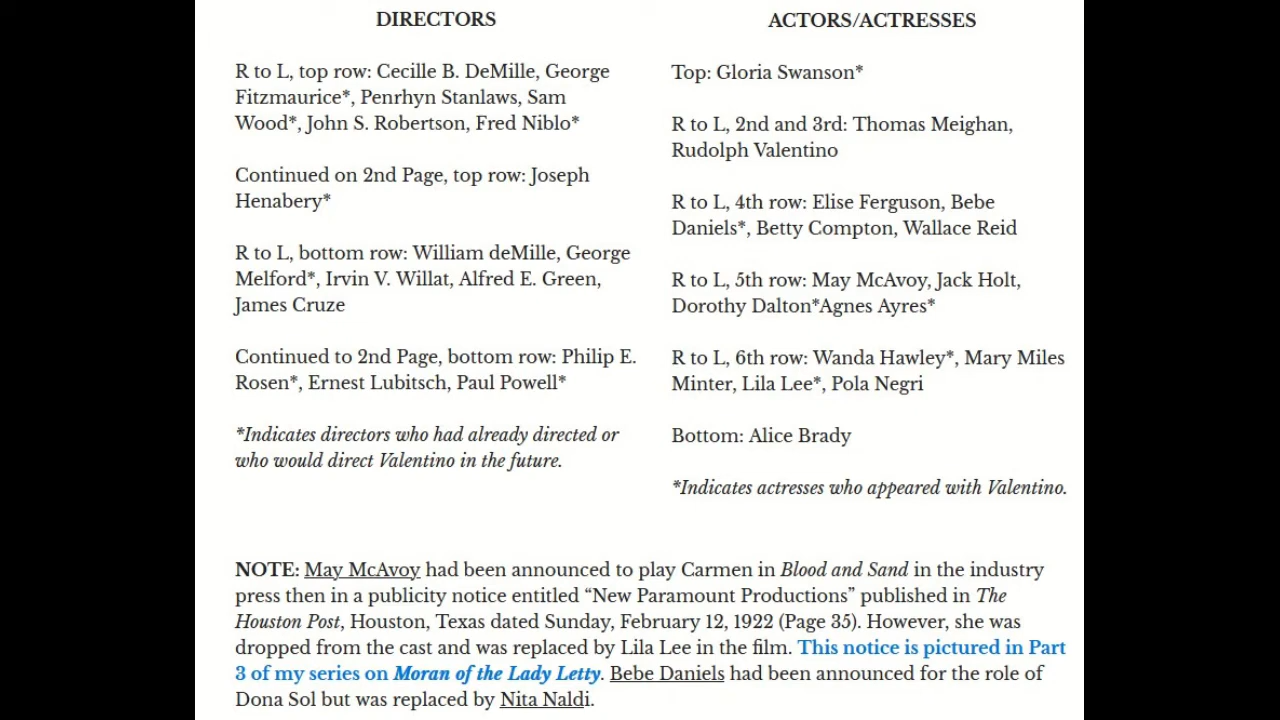 DIRECTORS
R to L, top row: Cecille B. DeMille, George
Fitzmaurice*, Penrhyn Stanlaws, Sam
Wood*, John S. Robertson, Fred Niblo*
Continued on 2nd Page, top row: Joseph
Henabery*
R to L, bottom row: William deMille, George
Melford*, Irvin V. Willat, Alfred E. Green,
James Cruze
Continued to 2nd Page, bottom row: Philip E.
Rosen*, Ernest Lubitsch, Paul Powell*
*Indicates directors who had already directed or
who would direct Valentino in the future.
ACTORS/ACTRESSES
Top: Gloria Swanson*
R to L, 2nd and 3rd: Thomas Meighan,
Rudolph Valentino
R to L, 4th row: Elise Ferguson, Bebe
Daniels*, Betty Compton, Wallace Reid
R to L, 5th row: May McAvoy, Jack Holt,
Dorothy Dalton*Agnes Ayres*
R to L, 6th row: Wanda Hawley*, Mary Miles
Minter, Lila Lee*, Pola Negri
Bottom: Alice Brady
*Indicates actresses who appeared with Valentino.
NOTE: May McAvoy had been announced to play Carmen in Blood and Sand in the industry
press then in a publicity notice entitled “New Paramount Productions” published in The
Houston Post, Houston, Texas dated Sunday, February 12, 1922 (Page 35). However, she was
dropped from the cast and was replaced by Lila Lee in the film. This notice is pictured in Part
3 of my series on Moran of the Lady Letty. Bebe Daniels had been announced for the role of
Dona Sol but was replaced by Nita Naldi.